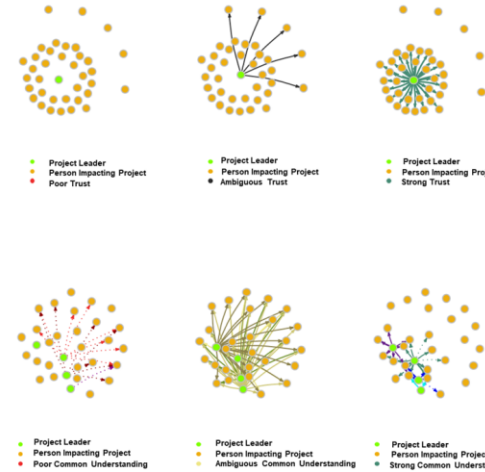 Project Leader
Person Impacting Project
Poor Trust
Project Leader
Person Impacting Project
Ambiguous Trust
Project Leader
Person Impacting Proj
Strong Trust
Project Leader
Person Impacting Project
Poor Common Understanding
Project Leader
Person Impacting Project
Ambiguous Common Understanding
Project Leader
Person Impacting Proj
Strong Common Underst